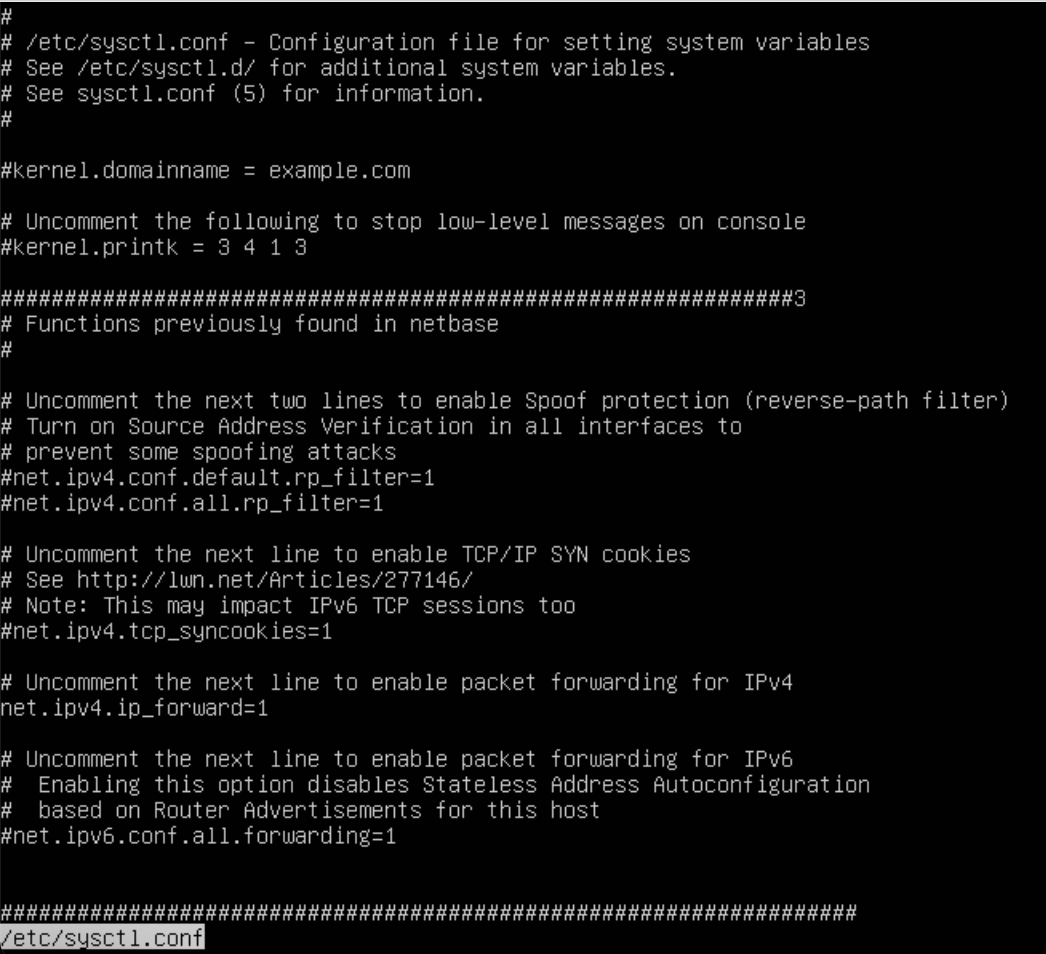 #
# /etc/sysctl.conf - Configuration file for setting system variables
# See /etc/sysctl.d/ for additional system variables.
# See sysctl.conf (5) for information.
#
#kernel.domainname = example.com
# Uncomment the following to stop low-level messages on console
#kernel.printk = 3 4 1 3
##############################################################3
# Functions previously found in netbase
#
# Uncomment the next two lines to enable Spoof protection (reverse-path filter)
# Turn on Source Address Verification in all interfaces to
# prevent some spoofing attacks
#net.ipv4.conf.default.rp_filter=1
#net.ipv4.conf.all.rp_filter=1
# Uncomment the next line to enable TCP/IP SYN cookies
# See http://lwn.net/Articles/277146/
# Note: This may impact IPv6 TCP sessions too
#net.ipv4.tcp_syncookies=1
# Uncomment the next line to enable packet forwarding for IPv4
net.ipv4.ip_forward=1
# Uncomment the next line to enable packet forwarding for IPv6
#  Enabling this option disables Stateless Address Autoconfiguration
#  based on Router Advertisements for this host
#net.ipv6.conf.all.forwarding=1
###################################################################
/etc/sysctl.conf